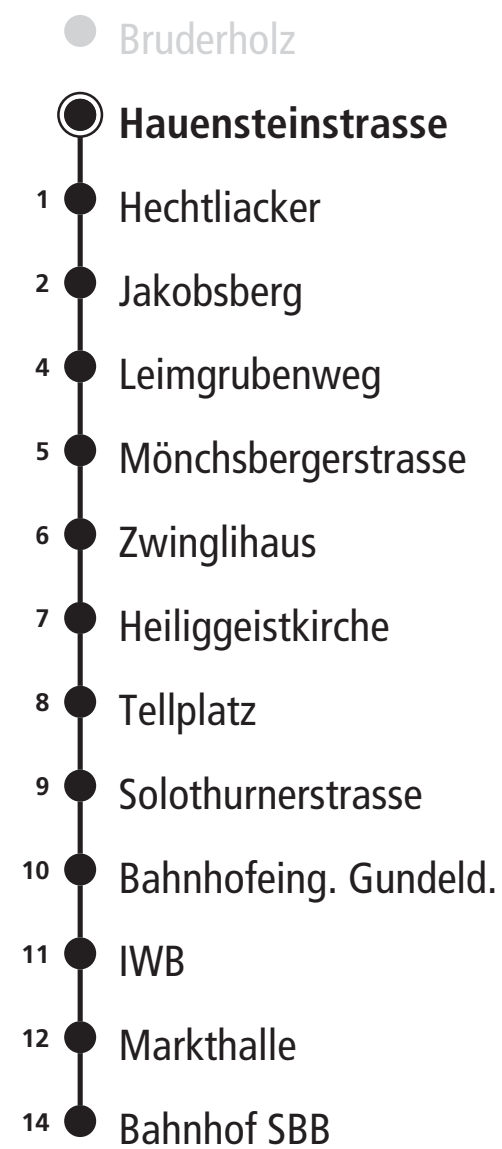 Bruderholz
Hauensteinstrasse
1 Hechtliacker
2 Jakobsberg
4 Leimgrubenweg
5 Mönchsbergerstrasse
6 Zwinglihaus
7 Heiliggeistkirche
8 Tellplatz
9 Solothurnerstrasse
10 Bahnhofeing. Gundeld.
11 IWB
12 Markthalle
14 Bahnhof SBB